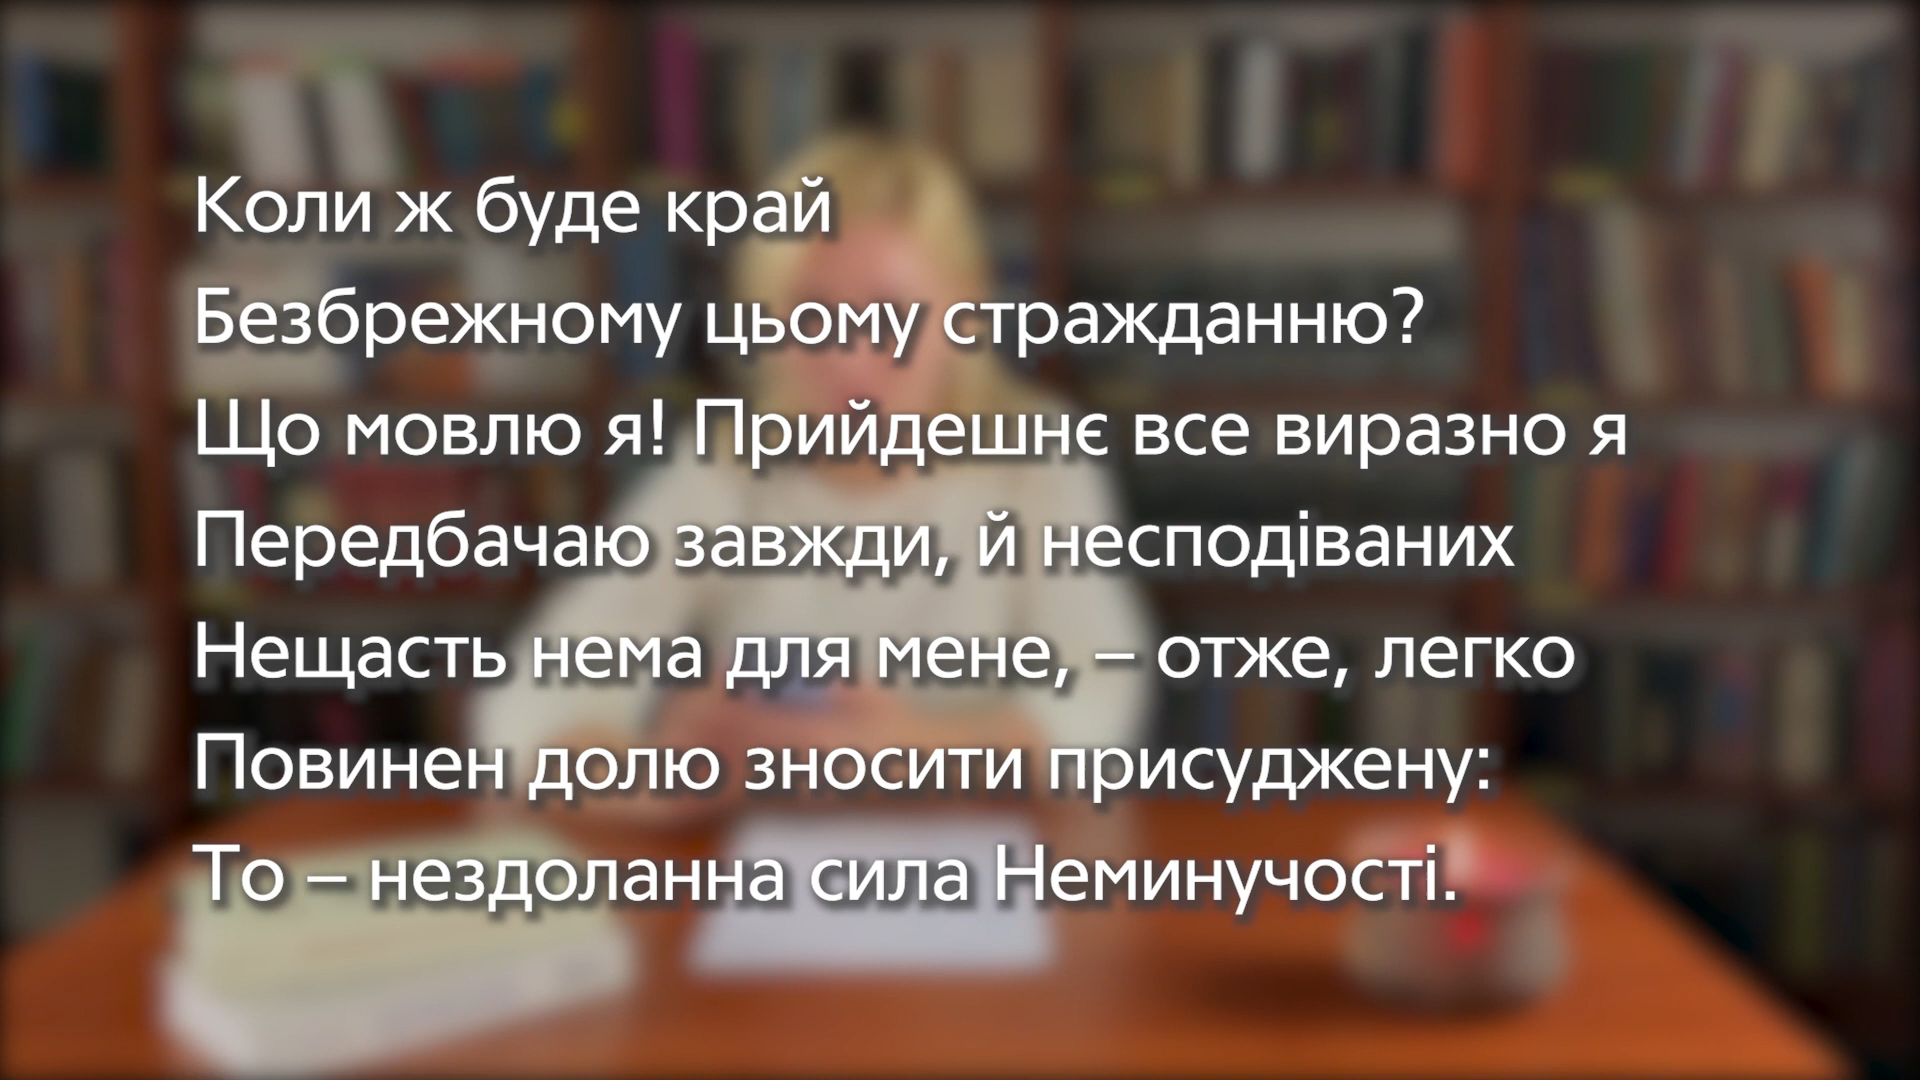 Коли ж буде край
Безбрежному цьому стражданню?
Що мовлю я! Прийдешнє все виразно я
Передбачаю завжди, й несподіваних
Нещасть нема для мене, – отже, легко
Повинен долю зносити присуджену:
То – нездоланна сила Неминучості.